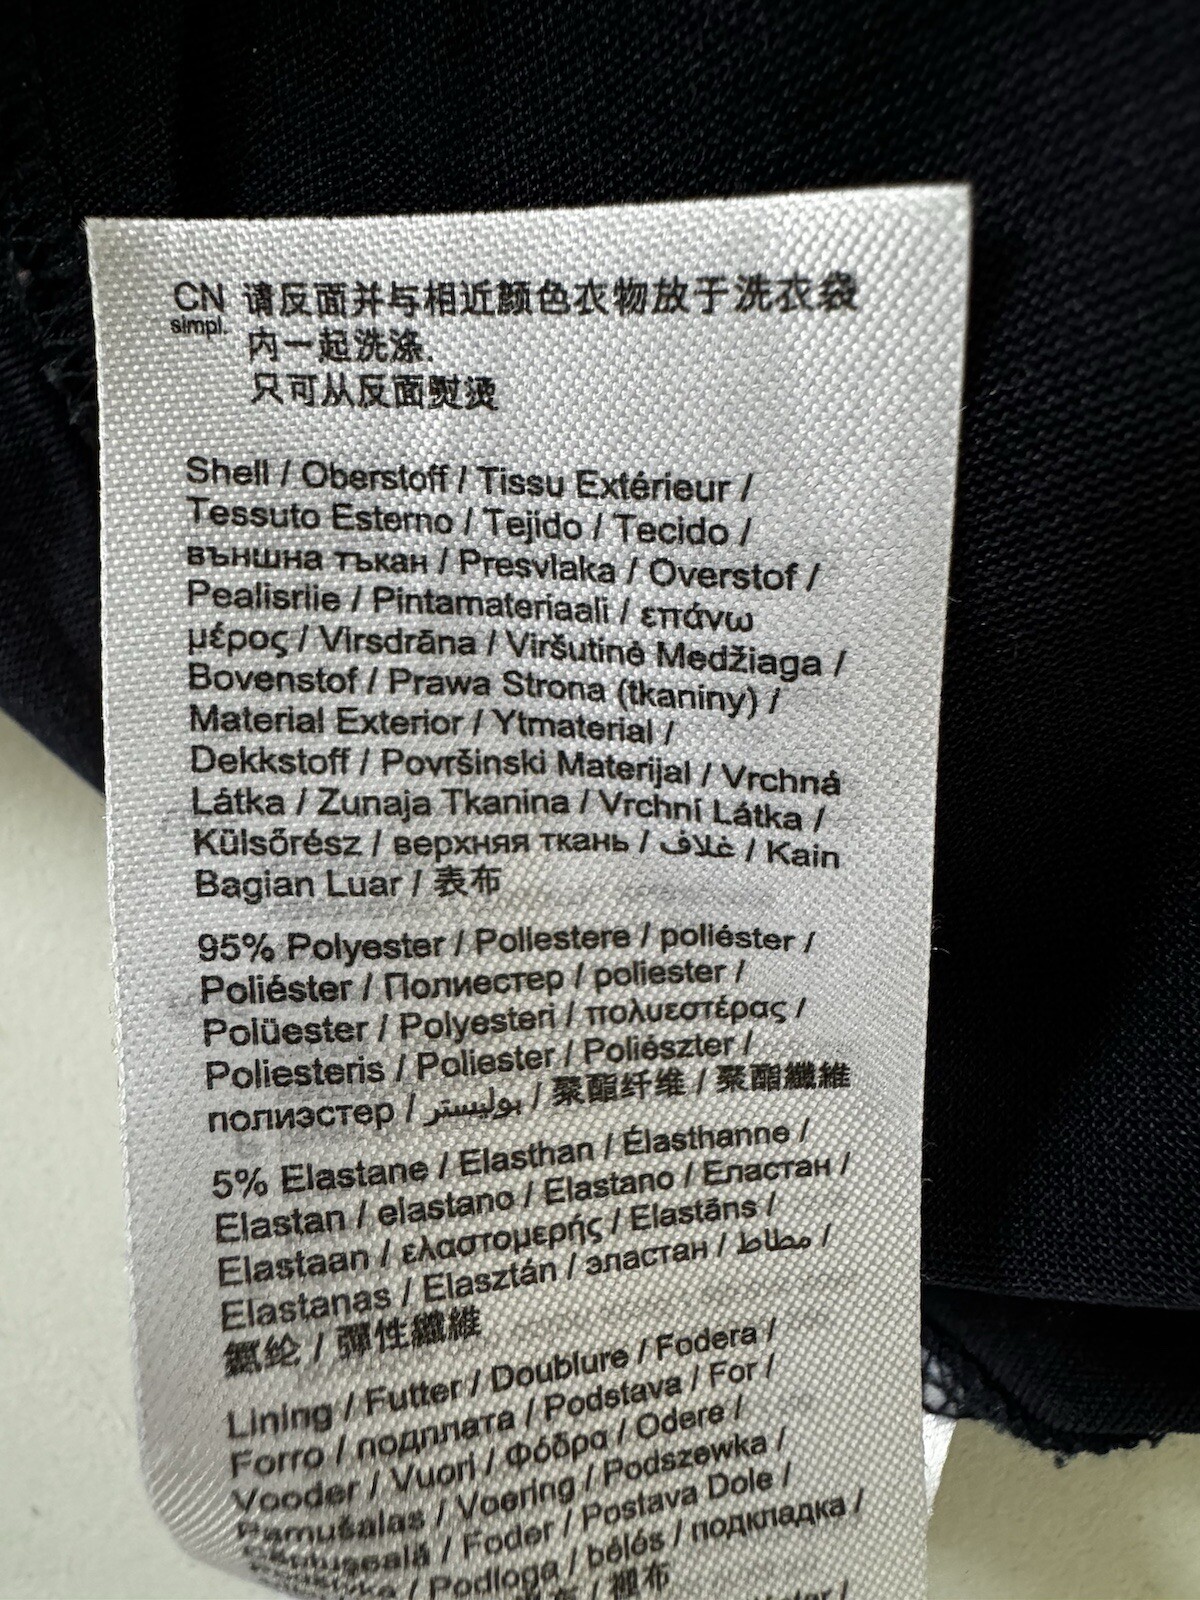 CN 请反面并与相近颜色衣物放于洗衣袋
simpl. 内一起洗涤.
只可从反面熨烫
Shell / Oberstoff / Tissu Extérieur /
Tessuto Esterno / Tejido / Tecido /
външна тъкан / Presvlaka / Overstof /
Pealisriie / Pintamateriaali / επάνω
μέρος / Virsdrāna / Viršutinė Medžiaga /
Bovenstof / Prawa Strona (tkaniny) /
Material Exterior / Ytmaterial /
Dekkstoff / Površinski Materijal / Vrchná
Látka / Zunaja Tkanina / Vrchní Látka /
Külsőrész / верхняя ткань / غلاف / Kain
Bagian Luar / 表布
95% Polyester / Poliestere / poliéster /
Poliéster / Полиестер / poliester /
Polüester / Polyesteri / πολυεστέρας /
Poliesteris / Poliester / Poliészter /
полиэстер / بوليستر / 聚酯纤维 / 聚酯纖維
5% Elastane / Elasthan / Élasthanne /
Elastan / elastano / Elastano / Еластан /
Elastaan / ελαστομερής / Elastāns /
Elastanas / Elasztán / эластан / مطاط /
氨纶 / 彈性纖維
Lining / Futter / Doublure / Fodera /
Forro / подплата / Podstava / For /
Vooder / Vuori / Φόδρα / Odere /
Pamušalas / Voering / Podszewka /
/ Foder / Postava Dole /
/ Podloga / bélés / подкладка /
/ 裡布